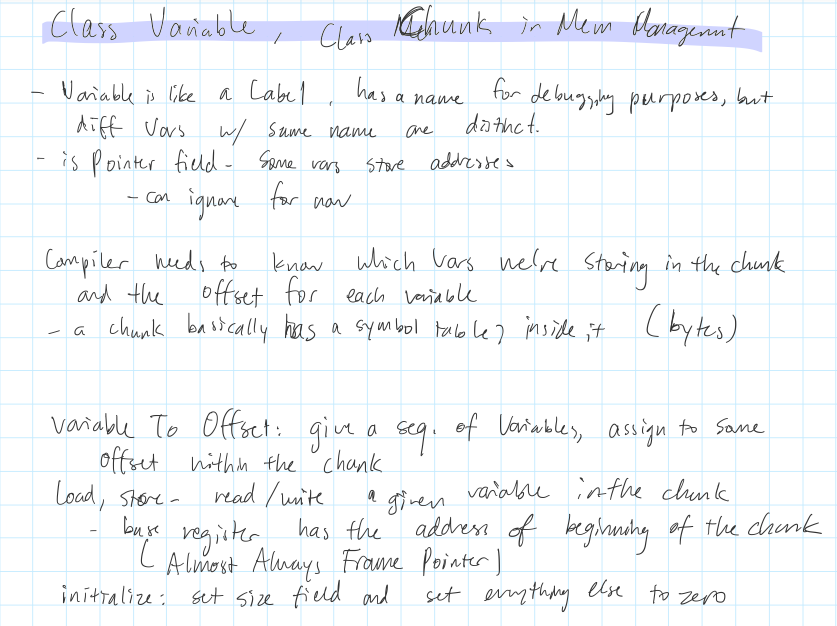 Class Variable, Class Chunk in Mem Management
- Variable is like a Label, has a name for debugging purposes, but
diff vars w/ same name are distinct.
- is Pointer field - Some vars store addresses
- can ignore for now
Compiler needs to know which vars we're storing in the chunk
and the offset for each variable
- a chunk basically has a symbol table inside it (bytes)
Variable To Offset: give a seq. of Variables, assign to some
offset within the chunk
load, store - read/write a given variable in the chunk
- base register has the address of beginning of the chunk
(Almost Always Frame Pointer)
initialize: set size field and set everything else to zero